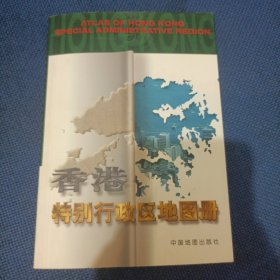 HONG KONG
ATLAS OF HONG KONG
SPECIAL ADMINISTRATIVE REGION
香港
特别行政区地图册
中国地图出版社